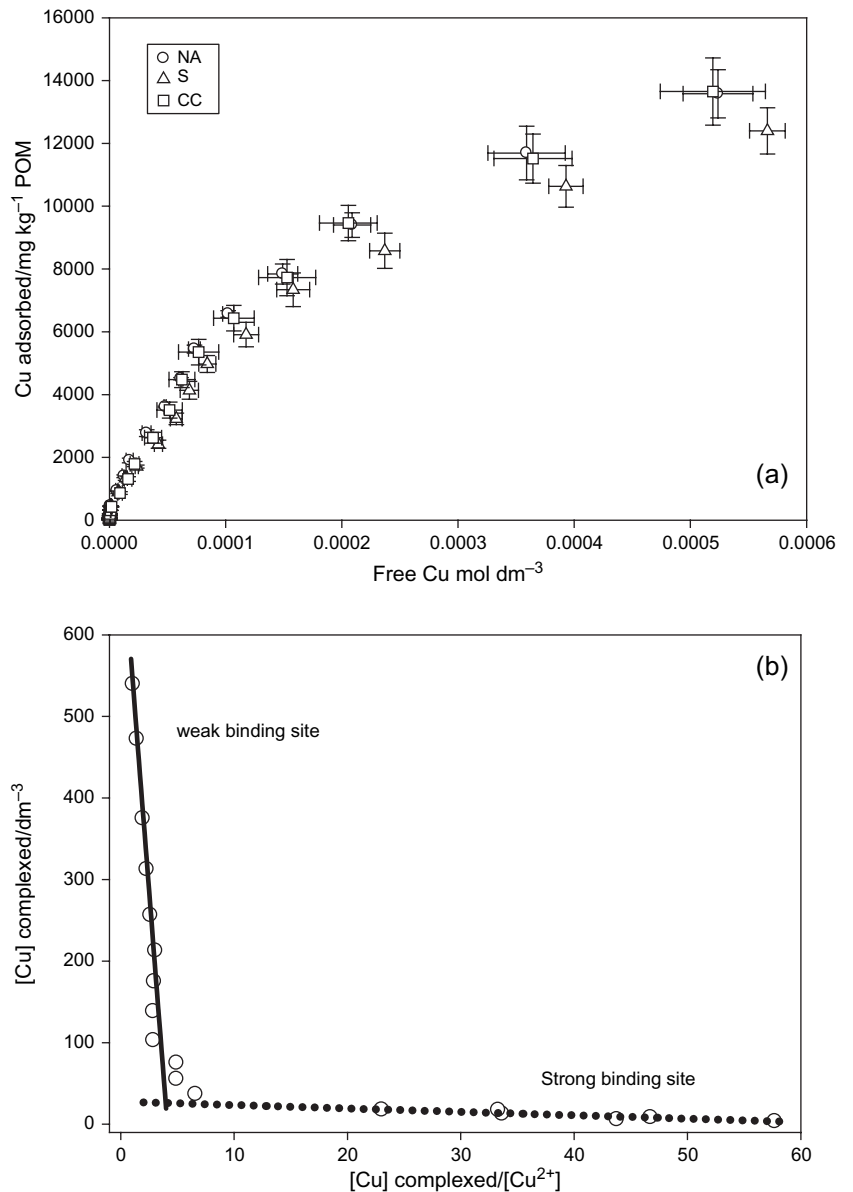 16000
14000
12000
10000
8000
6000
4000
2000
0
NA
S
CC
Cu adsorbed/mg kg⁻¹ POM
(a)
0.0000 0.0001 0.0002 0.0003 0.0004 0.0005 0.0006
Free Cu mol dm⁻³
600
500
400
300
200
100
0
(b)
weak binding site
[Cu] complexed/dm⁻³
Strong binding site
0 10 20 30 40 50 60
[Cu] complexed/[Cu²⁺]